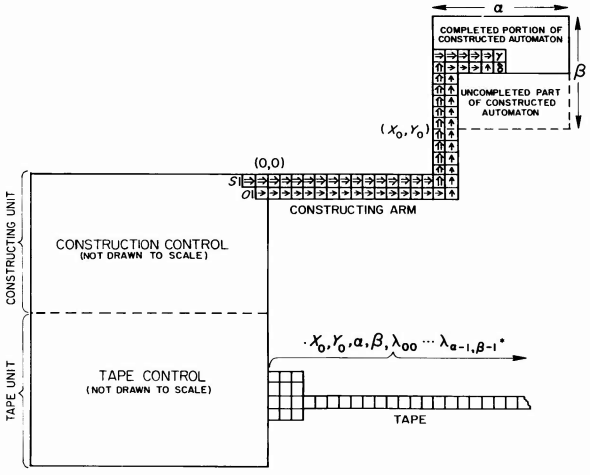 α
COMPLETED PORTION OF
CONSTRUCTED AUTOMATON
γ
δ
β
UNCOMPLETED PART
OF CONSTRUCTED
AUTOMATON
(X₀,Y₀)
(0,0)
S
O
CONSTRUCTING ARM
CONSTRUCTING UNIT
CONSTRUCTION CONTROL
(NOT DRAWN TO SCALE)
.X₀,Y₀,α,β,λ₀₀ ··· λα-1,β-1*
TAPE UNIT
TAPE CONTROL
(NOT DRAWN TO SCALE)
TAPE